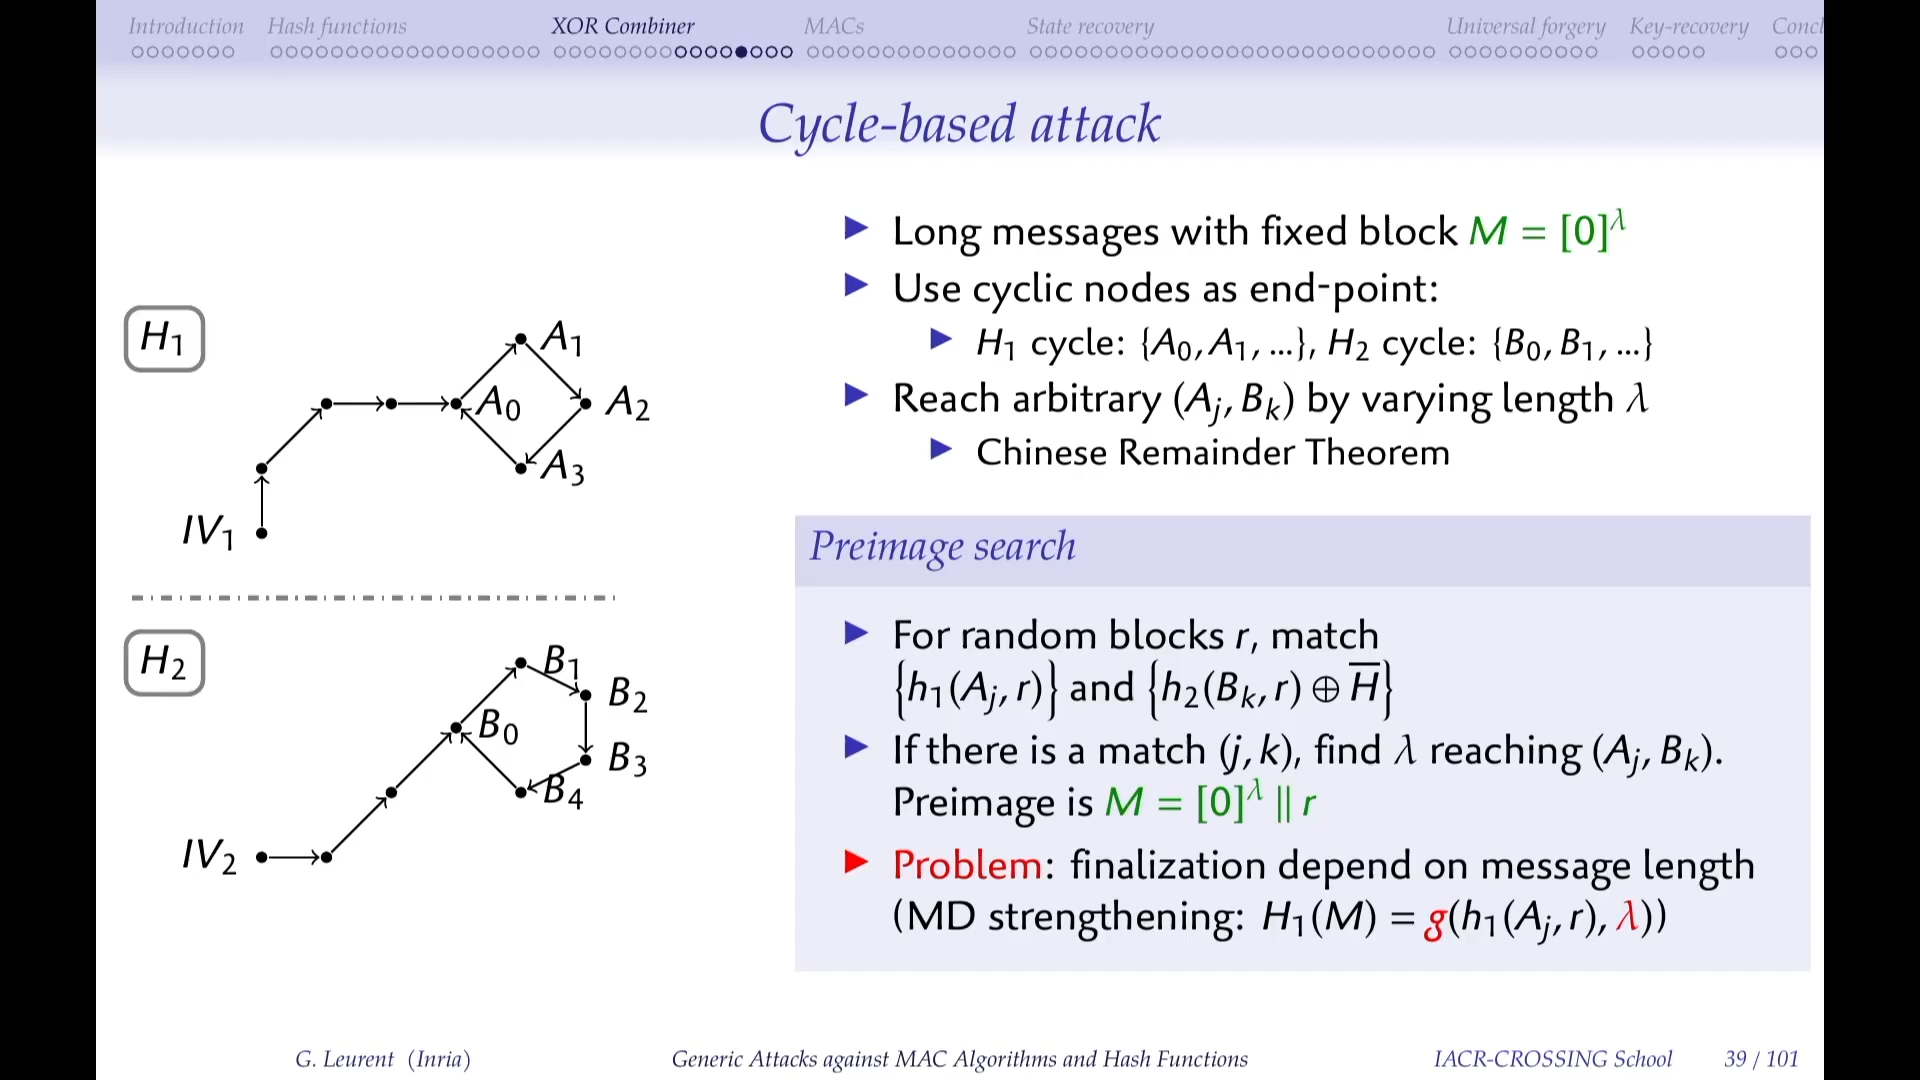 Introduction Hash functions XOR Combiner MACs State recovery Universal forgery Key-recovery Concl
Cycle-based attack
H1
A1
A0
A2
A3
IV1
H2
B1
B2
B0
B3
B4
IV2
▶ Long messages with fixed block M = [0]^λ
▶ Use cyclic nodes as end-point:
▶ H1 cycle: {A0, A1, ...}, H2 cycle: {B0, B1, ...}
▶ Reach arbitrary (Aj, Bk) by varying length λ
▶ Chinese Remainder Theorem
Preimage search
▶ For random blocks r, match
{h1(Aj, r)} and {h2(Bk, r) ⊕ H̅}
▶ If there is a match (j, k), find λ reaching (Aj, Bk).
Preimage is M = [0]^λ ‖ r
▶ Problem: finalization depend on message length
(MD strengthening: H1(M) = g(h1(Aj, r), λ))
G. Leurent (Inria) Generic Attacks against MAC Algorithms and Hash Functions IACR-CROSSING School 39 / 101